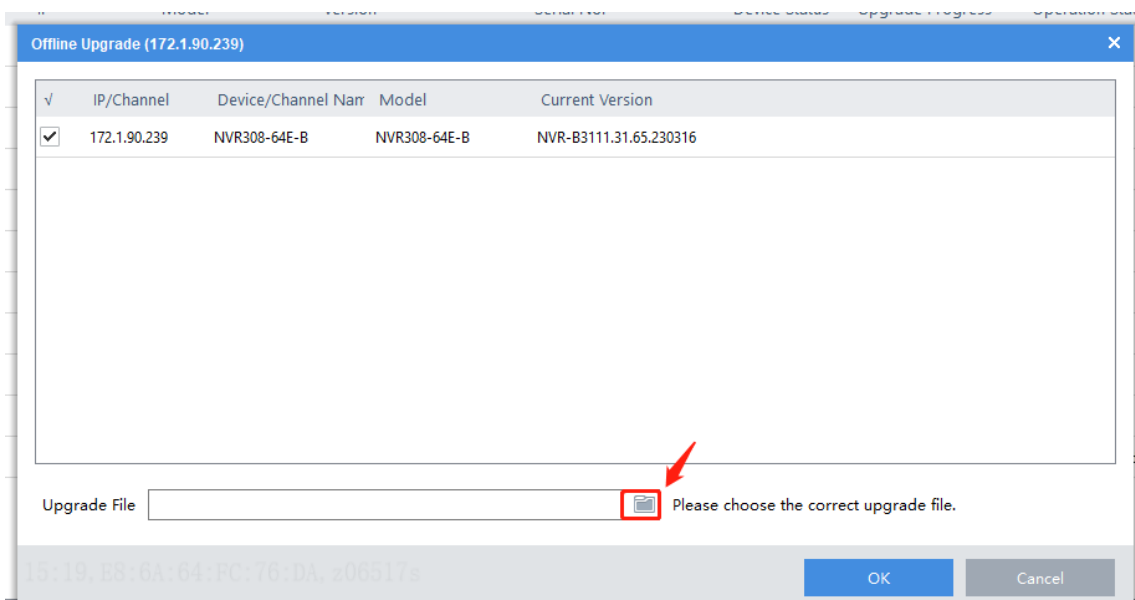 Offline Upgrade (172.1.90.239)
√ IP/Channel Device/Channel Nam Model Current Version
172.1.90.239 NVR308-64E-B NVR308-64E-B NVR-B3111.31.65.230316
Upgrade File Please choose the correct upgrade file.
15:19, E8:6A:64:FC:76:DA, z06517s
OK Cancel